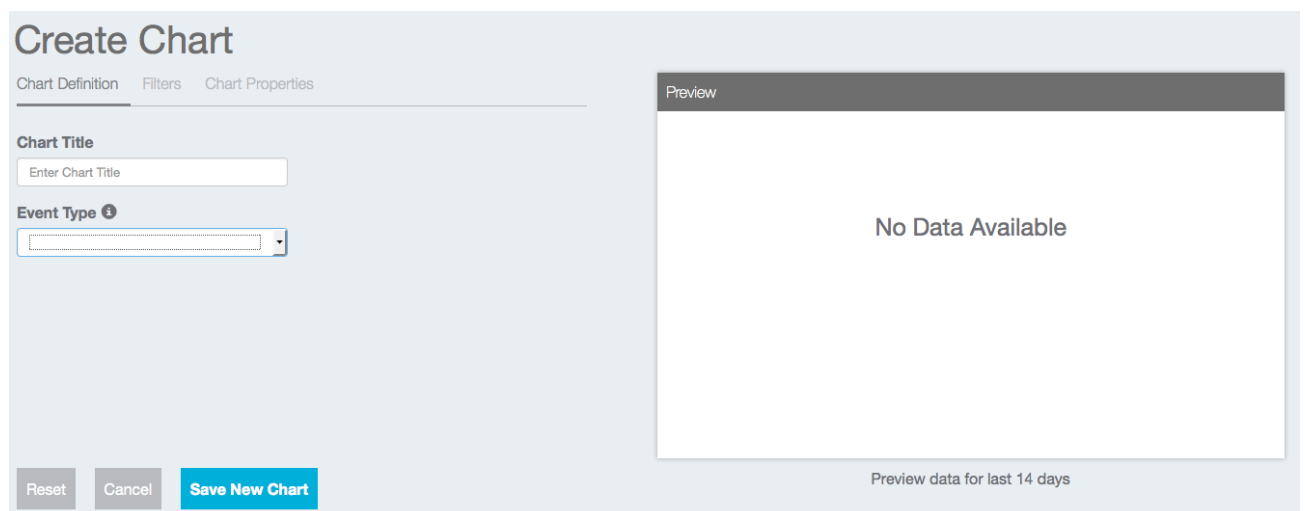 Create Chart
Chart Definition Filters Chart Properties
Chart Title
Enter Chart Title
Event Type
Reset Cancel Save New Chart
Preview
No Data Available
Preview data for last 14 days